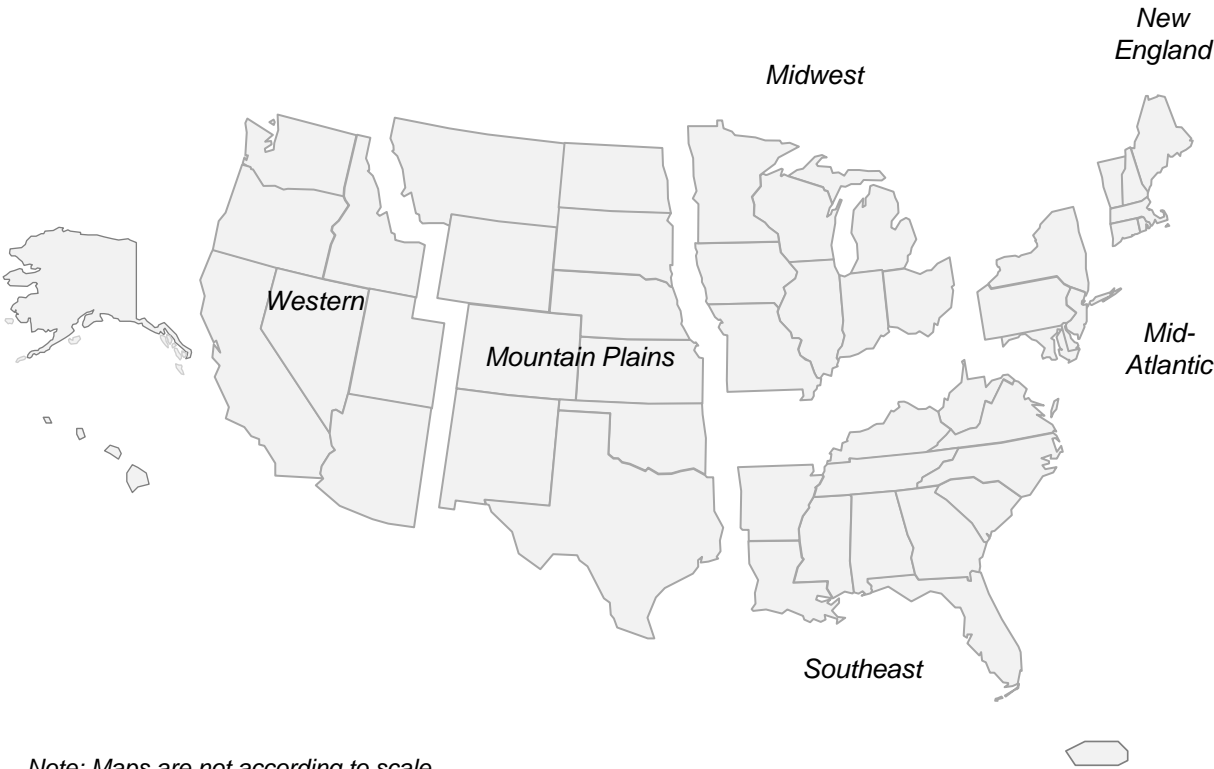 New
England
Midwest
Western
Mid-
Atlantic
Mountain Plains
Southeast
Note: Maps are not according to scale